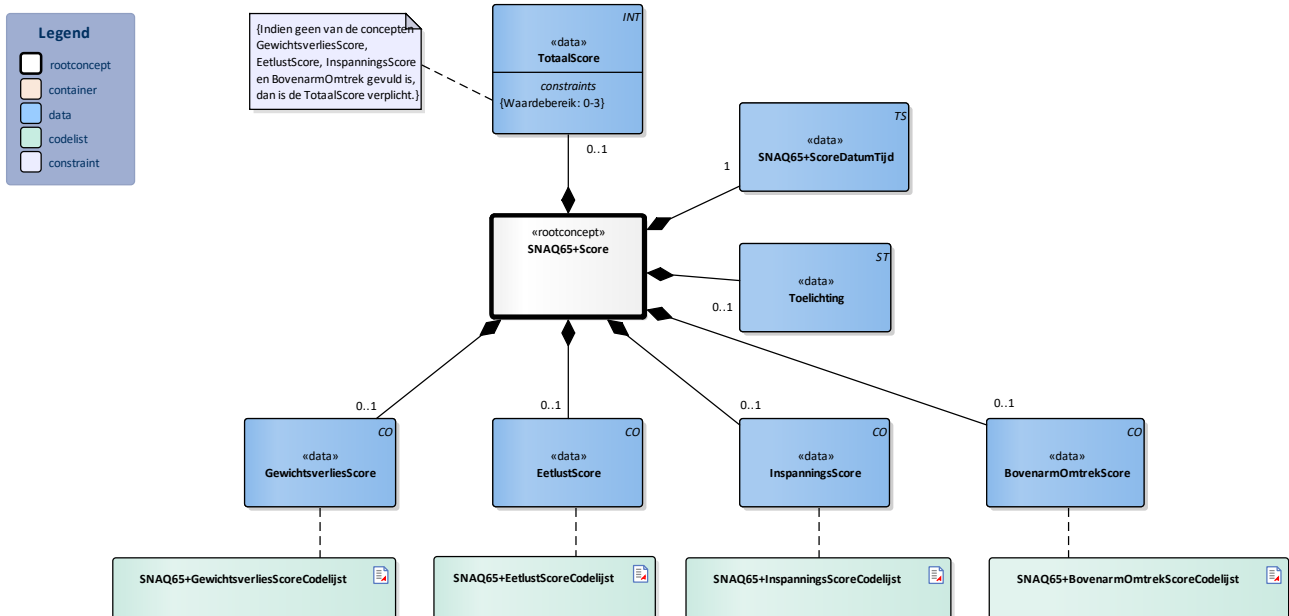 Legend
rootconcept
container
data
codelist
constraint
{Indien geen van de concepten
GewichtsverliesScore,
EetlustScore, InspanningsScore
en BovenarmOmtrek gevuld is,
dan is de TotaalScore verplicht.}
INT
«data»
TotaalScore
constraints
{Waardebereik: 0-3}
0..1
TS
«data»
SNAQ65+ScoreDatumTijd
1
«rootconcept»
SNAQ65+Score
ST
«data»
Toelichting
0..1
0..1
0..1
0..1
0..1
CO
«data»
GewichtsverliesScore
CO
«data»
EetlustScore
CO
«data»
InspanningsScore
CO
«data»
BovenarmOmtrekScore
SNAQ65+GewichtsverliesScoreCodelijst
SNAQ65+EetlustScoreCodelijst
SNAQ65+InspanningsScoreCodelijst
SNAQ65+BovenarmOmtrekScoreCodelijst